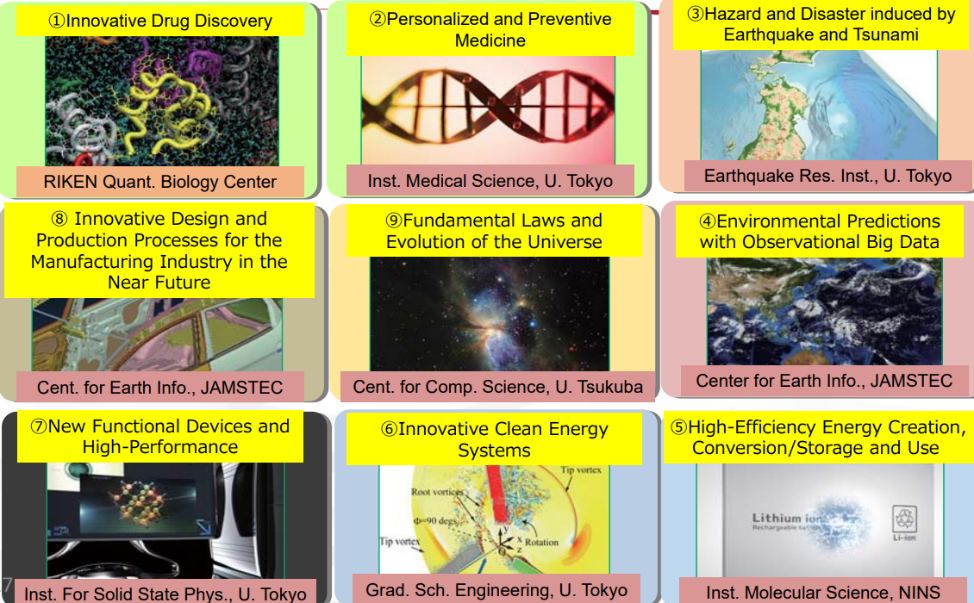 ①Innovative Drug Discovery
RIKEN Quant. Biology Center
②Personalized and Preventive
Medicine
Inst. Medical Science, U. Tokyo
③Hazard and Disaster induced by
Earthquake and Tsunami
Earthquake Res. Inst., U. Tokyo
⑧ Innovative Design and
Production Processes for the
Manufacturing Industry in the
Near Future
Cent. for Earth Info., JAMSTEC
⑨Fundamental Laws and
Evolution of the Universe
Cent. for Comp. Science, U. Tsukuba
④Environmental Predictions
with Observational Big Data
Center for Earth Info., JAMSTEC
⑦New Functional Devices and
High-Performance
7
Inst. For Solid State Phys., U. Tokyo
⑥Innovative Clean Energy
Systems
Tip vortex
Root vortices
Φ=90 degs.
y
x
z
Rotation
Tip vortex
Grad. Sch. Engineering, U. Tokyo
⑤High-Efficiency Energy Creation,
Conversion/Storage and Use
Lithium ion
Rechargeable
Li-ion
Inst. Molecular Science, NINS